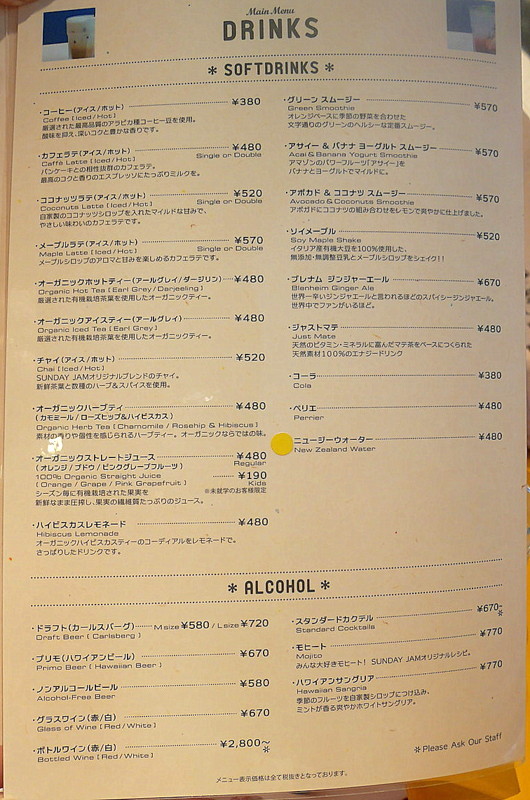 Main Menu
DRINKS
* SOFTDRINKS *
・コーヒー(アイス/ホット) ¥380
Coffee [Iced/Hot]
厳選された最高品質のアラビカ種コーヒー豆を使用。
酸味を抑え、深いコクと豊かな香りです。
・カフェラテ(アイス/ホット) ¥480
Caffé Latte [Iced/Hot] Single or Double
パンケーキとの相性抜群のカフェラテ。
最高のコクと香りのエスプレッソにたっぷりミルクを。
・ココナッツラテ(アイス/ホット) ¥520
Coconuts Latte [Iced/Hot] Single or Double
自家製のココナッツシロップを入れたマイルドな甘みで、
やさしい味わいのカフェラテ。
・メープルラテ(アイス/ホット) ¥570
Maple Latte [Iced/Hot] Single or Double
メープルシロップのアロマと甘みを楽しめるカフェラテです。
・オーガニックホットティー(アールグレイ/ダージリン) ¥480
Organic Hot Tea [Earl Grey/Darjeeling]
厳選された有機栽培茶葉を使用したオーガニックティー。
・オーガニックアイスティー(アールグレイ) ¥480
Organic Iced Tea [Earl Grey]
厳選された有機栽培茶葉を使用したオーガニックティー。
・チャイ(アイス/ホット) ¥520
Chai [Iced/Hot]
SUNDAY JAMオリジナルブレンドのチャイ。
新鮮茶葉と数種のハーブ&スパイスを使用。
・オーガニックハーブティ ¥480
(カモミール/ローズヒップ&ハイビスカス)
Organic Herb Tea [Chamomile / Rosehip & Hibiscus]
素材の香りや個性を感じられるハーブティー。オーガニックならではの味。
・オーガニックストレートジュース ¥480
(オレンジ/ブドウ/ピンクグレープフルーツ) Regular
100% Organic Straight Juice ¥190
[Orange / Grape / Pink Grapefruit] Kids
シーズン毎に有機栽培された果実を ※未就学のお客様限定
新鮮なまま圧搾し、果実の繊維質たっぷりのジュース。
・ハイビスカスレモネード ¥480
Hibiscus Lemonade
オーガニックハイビスカスティーのコーディアルをレモネードで。
さっぱりしたドリンクです。
・グリーン スムージー ¥570
Green Smoothie
オレンジベースに季節の野菜を合わせた
文字通りのグリーンのヘルシーな定番スムージー。
・アサイー & バナナ ヨーグルト スムージー ¥570
Acai & Banana Yogurt Smoothie
アマゾンのパワーフルーツ「アサイー」を
バナナとヨーグルトでマイルドに。
・アボカド & ココナッツ スムージー ¥570
Avocado & Coconuts Smoothie
アボカドにココナッツの組み合わせをレモンで爽やかに仕上げました。
・ソイメープル ¥520
Soy Maple Shake
イタリア産有機大豆を100%使用した、
無添加・無調整豆乳とメープルシロップをシェイク!!
・ブレナム ジンジャーエール ¥670
Blenheim Ginger Ale
世界一辛いジンジャーエールと言われるほどのスパイシージンジャエール。
世界中でファンがいるほど。
・ジャストマテ ¥480
Just Mate
天然のビタミン・ミネラルに富んだマテ茶をベースにつくられた
天然素材100%のエナジードリンク
・コーラ ¥380
Cola
・ペリエ ¥480
Perrier
ニュージーウォーター ¥480
New Zealand Water
* ALCOHOL *
・ドラフト(カールスバーグ) M size ¥580 / L size ¥720
Draft Beer [Carlsberg]
・プリモ(ハワイアンビール) ¥670
Primo Beer [Hawaiian Beer]
・ノンアルコールビール ¥580
Alcohol-Free Beer
・グラスワイン(赤/白) ¥670
Glass of Wine [Red/White]
・ボトルワイン(赤/白) ¥2,800~
※
Bottled Wine [Red/White]
・スタンダードカクテル ¥670~
※
Standard Cocktails
・モヒート ¥770
Mojito
みんな大好きモヒート! SUNDAY JAMオリジナルレシピ。
・ハワイアンサングリア ¥770
Hawaiian Sangria
季節のフルーツを自家製シロップにつけ込み、
ミントが香る爽やかホワイトサングリア。
※Please Ask Our Staff
メニュー表示価格は全て税抜きとなっております。